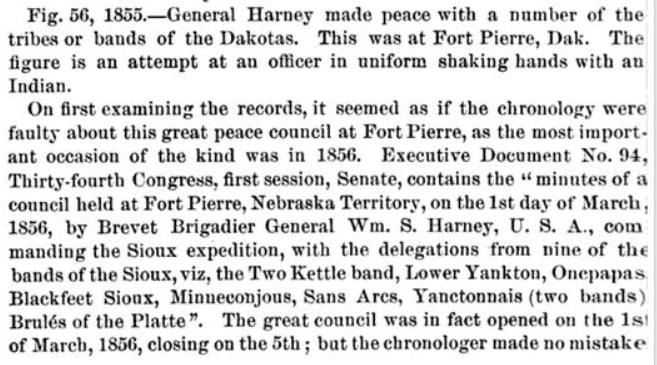 Fig. 56, 1855.—General Harney made peace with a number of the
tribes or bands of the Dakotas. This was at Fort Pierre, Dak. The
figure is an attempt at an officer in uniform shaking hands with an
Indian.
On first examining the records, it seemed as if the chronology were
faulty about this great peace council at Fort Pierre, as the most import-
ant occasion of the kind was in 1856. Executive Document No. 94,
Thirty-fourth Congress, first session, Senate, contains the “minutes of a
council held at Fort Pierre, Nebraska Territory, on the 1st day of March,
1856, by Brevet Brigadier General Wm. S. Harney, U. S. A., com
manding the Sioux expedition, with the delegations from nine of the
bands of the Sioux, viz, the Two Kettle band, Lower Yankton, Onepapas
Blackfeet Sioux, Minneconjous, Sans Arcs, Yanctonnais (two bands)
Brulés of the Platte”. The great council was in fact opened on the 1st
of March, 1856, closing on the 5th; but the chronologer made no mistake